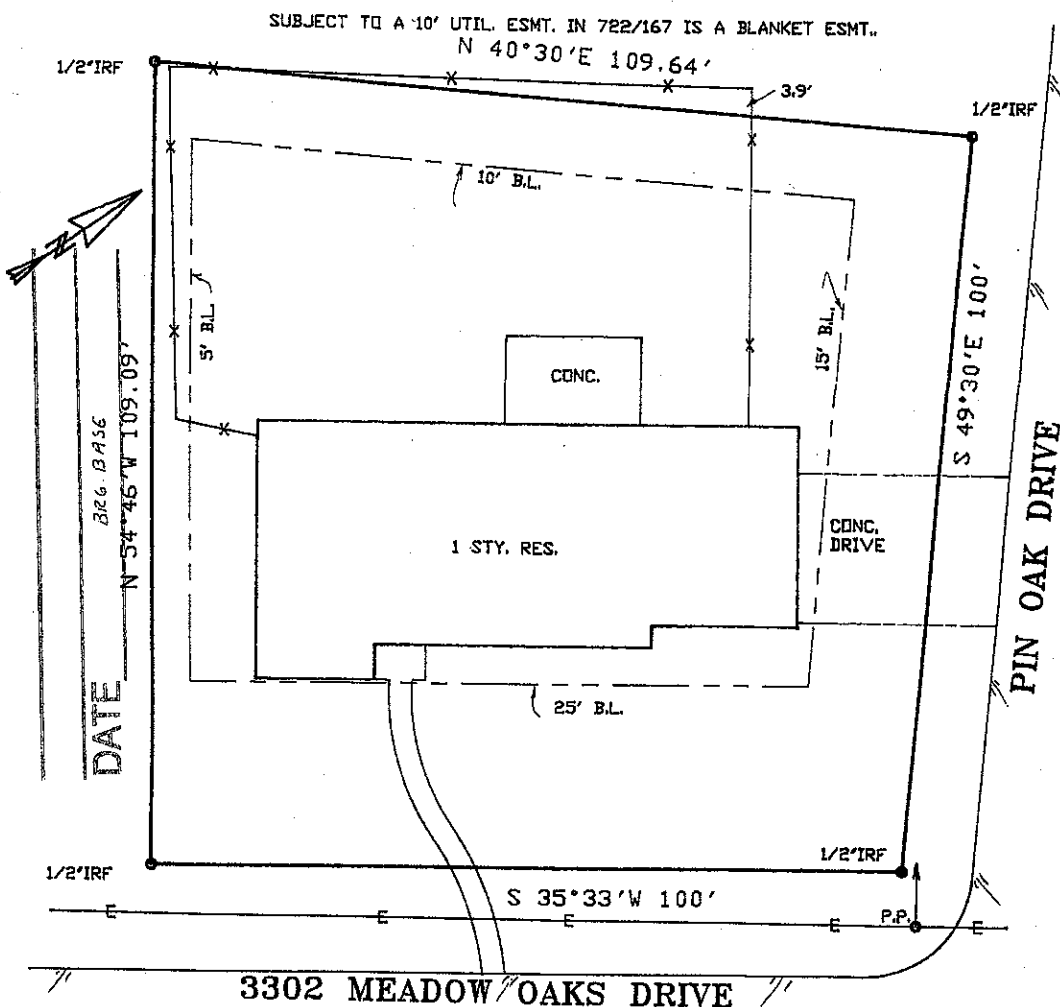 SUBJECT TO A 10' UTIL. ESMT. IN 722/167 IS A BLANKET ESMT..
N 40°30'E 109.64'
1/2"IRF
3.9'
1/2"IRF
10' B.L.
N
5' B.L.
15' B.L.
S 49°30'E 100'
CONC.
N 54°46'W 109.09'
BRG. BASE
DATE
1 STY. RES.
CONC.
DRIVE
PIN OAK DRIVE
25' B.L.
1/2"IRF
1/2"IRF
S 35°33'W 100'
P.P.
E E E E E
3302 MEADOW OAKS DRIVE